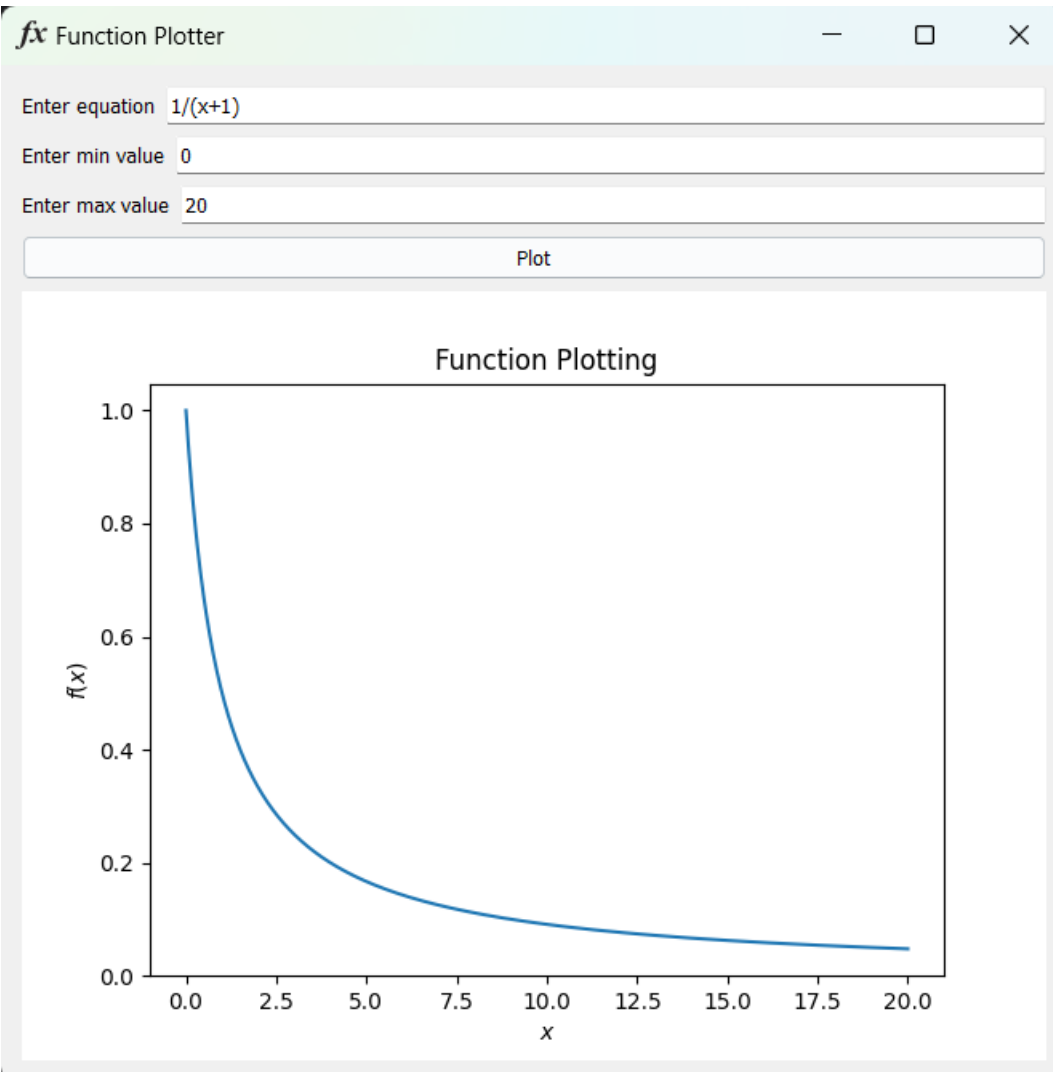 fx Function Plotter
Enter equation 1/(x+1)
Enter min value 0
Enter max value 20
Plot
Function Plotting
1.0
0.8
0.6
0.4
0.2
0.0
f(x)
0.0 2.5 5.0 7.5 10.0 12.5 15.0 17.5 20.0
x